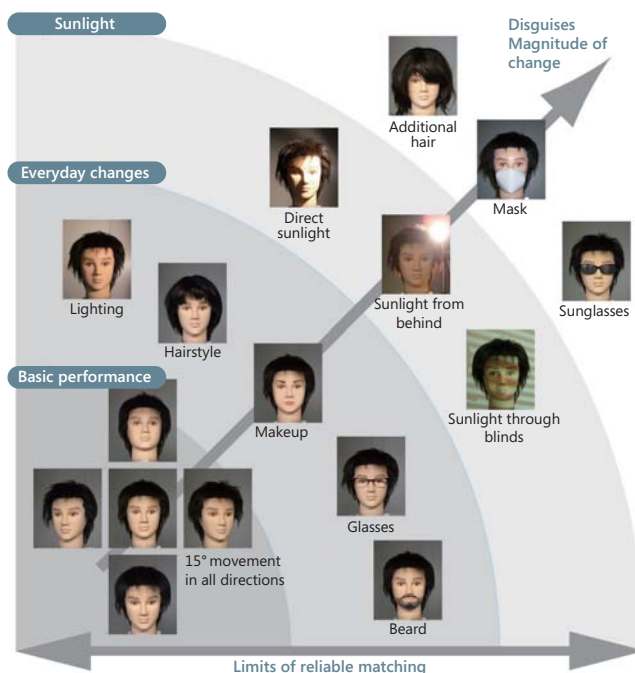 Sunlight
Disguises
Magnitude of
change
Additional
hair
Mask
Everyday changes
Direct
sunlight
Sunlight from
behind
Sunglasses
Lighting
Hairstyle
Basic performance
Makeup
Sunlight through
blinds
Glasses
15° movement
in all directions
Beard
Limits of reliable matching